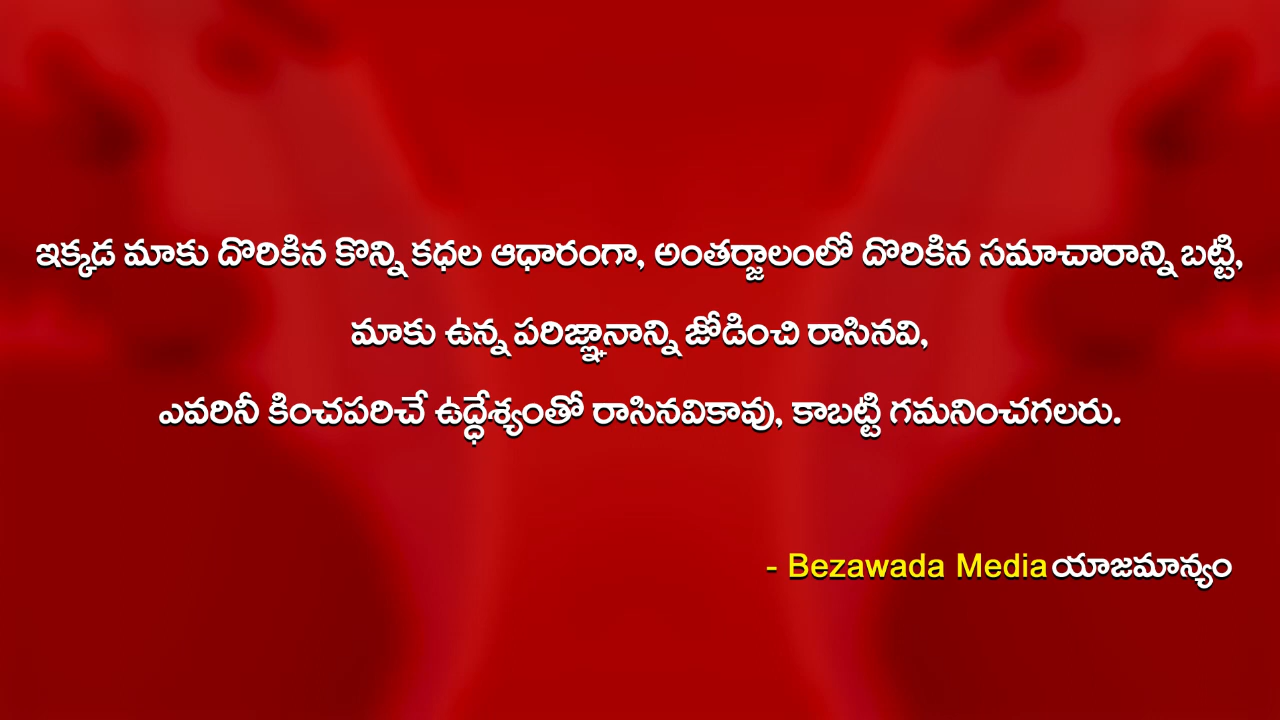 ఇక్కడ మాకు దొరికిన కొన్ని కధల ఆధారంగా, అంతర్జాలంలో దొరికిన సమాచారాన్ని బట్టి,
మాకు ఉన్న పరిజ్ఞానాన్ని జోడించి రాసినవి,
ఎవరినీ కించపరిచే ఉద్ధేశ్యంతో రాసినవికావు, కాబట్టి గమనించగలరు.
- Bezawada Media యాజమాన్యం